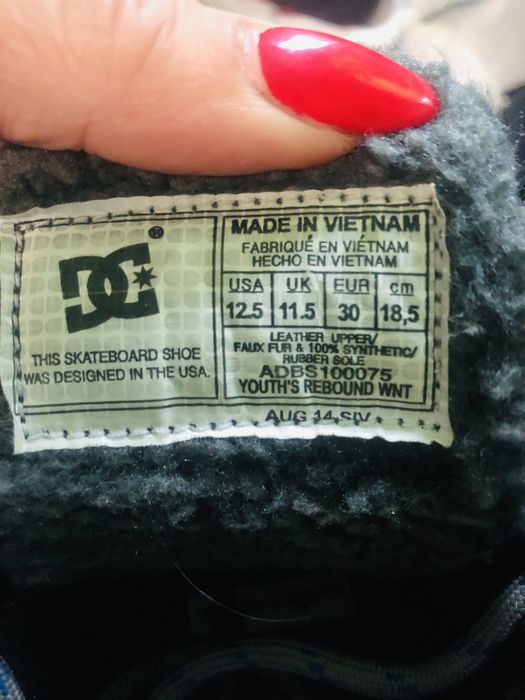 DC
®
THIS SKATEBOARD SHOE
WAS DESIGNED IN THE USA.
MADE IN VIETNAM
FABRIQUÉ EN VIÉTNAM
HECHO EN VIETNAM
USA UK EUR cm
12.5 11.5 30 18,5
LEATHER UPPER/
FAUX FUR & 100% SYNTHETIC/
RUBBER SOLE
ADBS100075
YOUTH'S REBOUND WNT
AUG 14 SIV